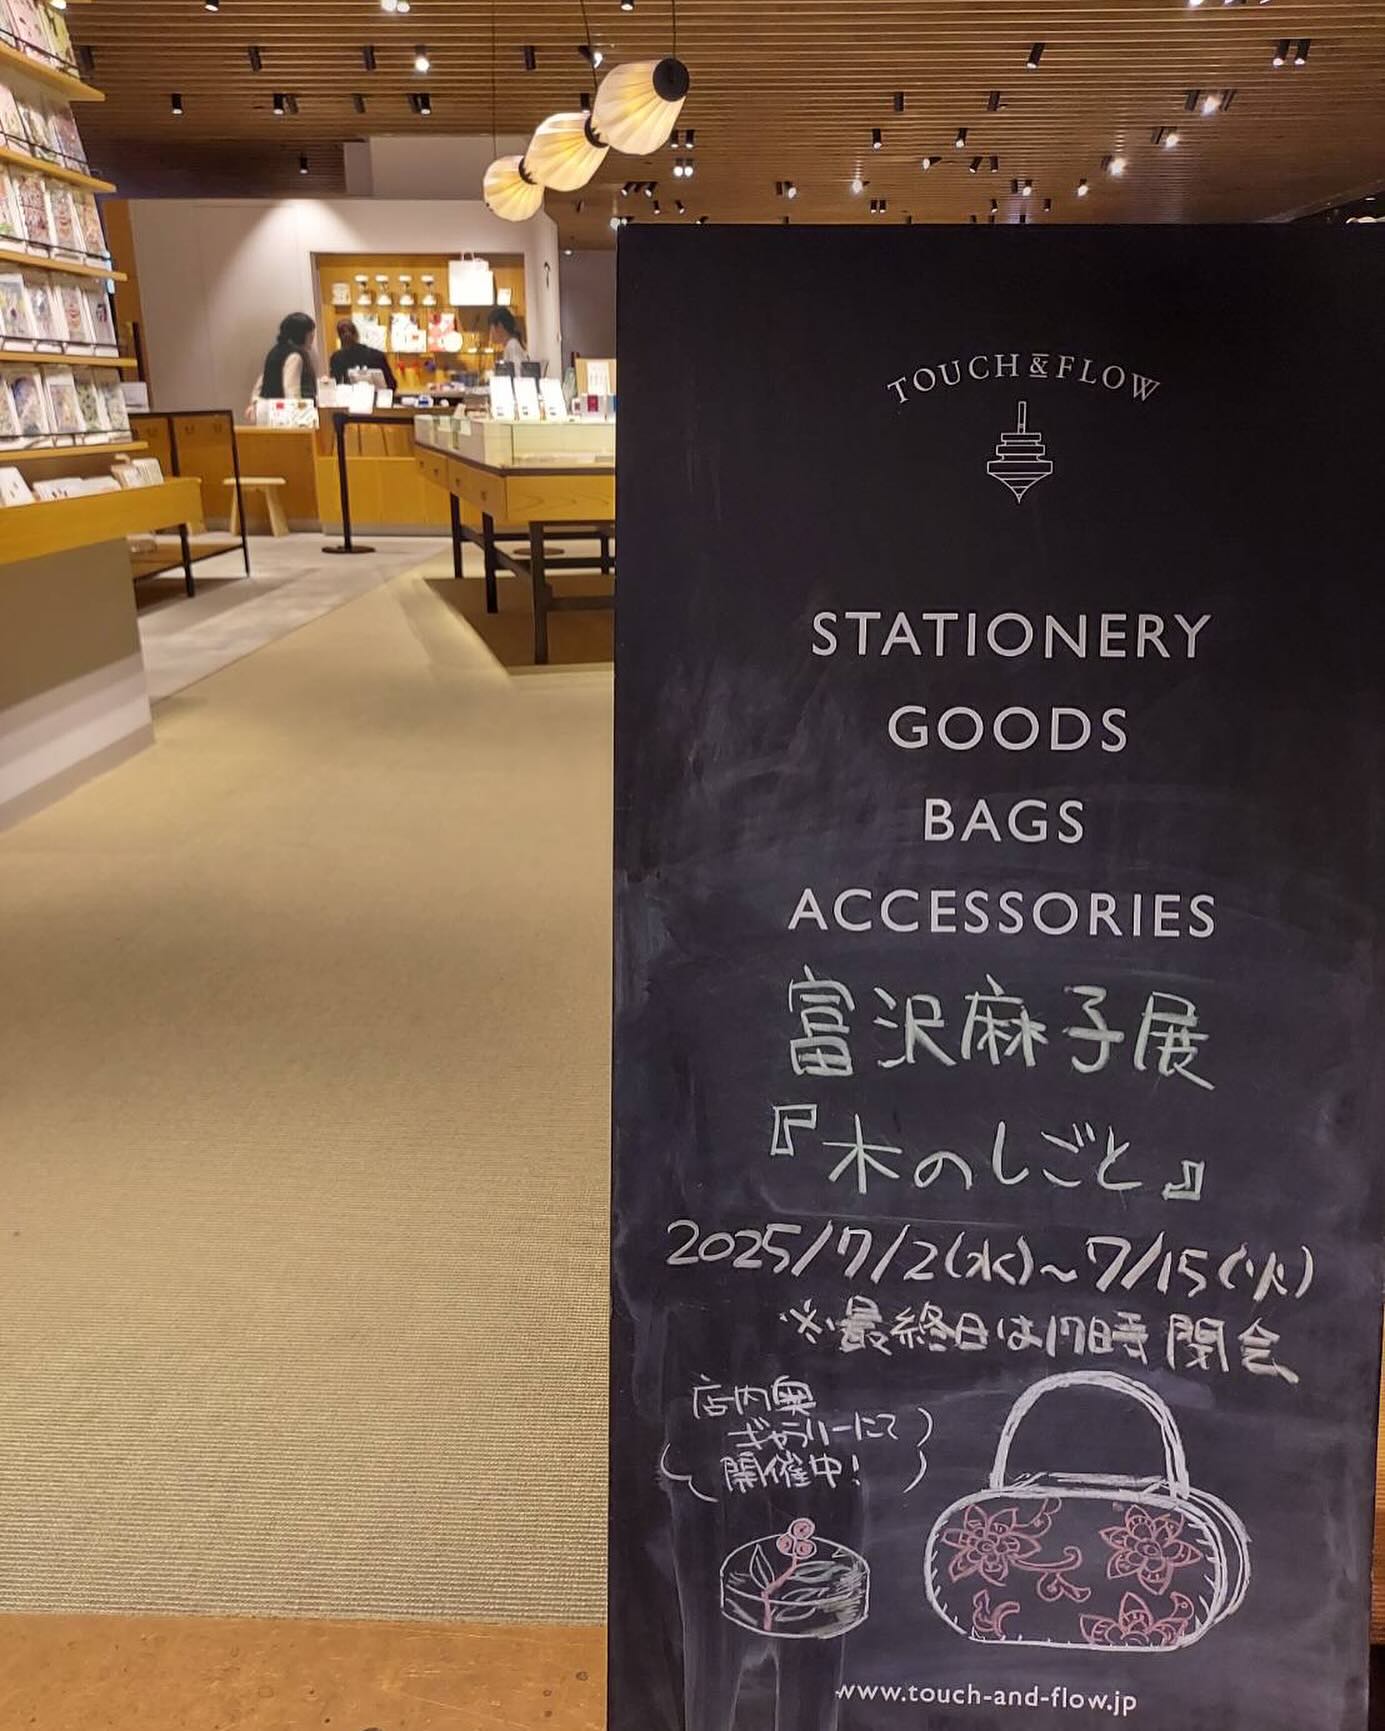 TOUCH & FLOW
STATIONERY
GOODS
BAGS
ACCESSORIES
富沢麻子展
『木のしごと』
2025/7/2(水)~7/15(火)
※最終日は17時閉会
店内奥
ギャラリーにて
開催中!
www.touch-and-flow.jp